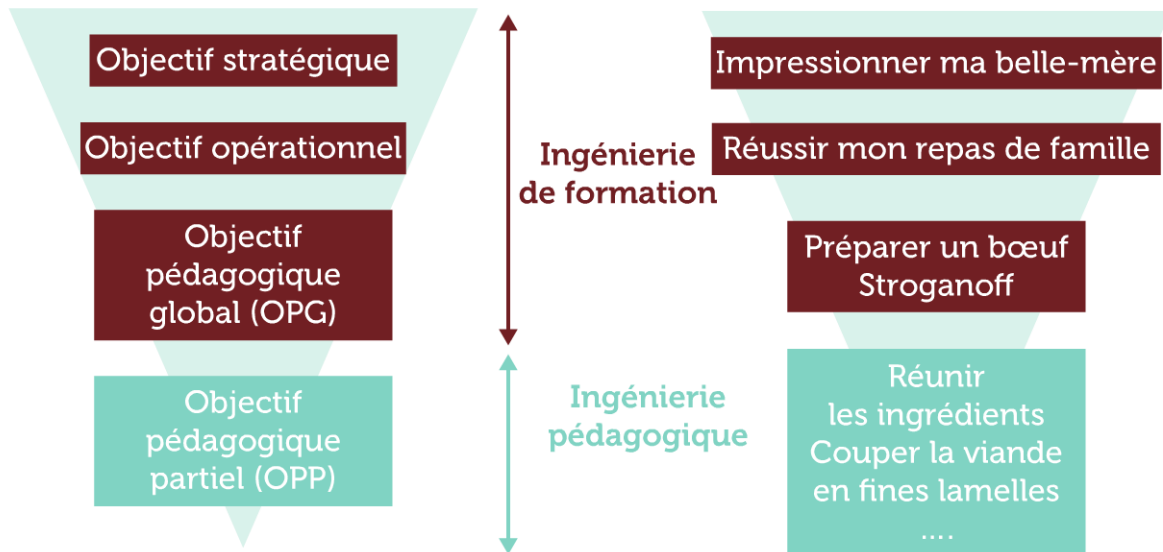 Objectif stratégique
Objectif opérationnel
Objectif
pédagogique
global (OPG)
Objectif
pédagogique
partiel (OPP)
Ingénierie
de formation
Ingénierie
pédagogique
Impressionner ma belle-mère
Réussir mon repas de famille
Préparer un bœuf
Stroganoff
Réunir
les ingrédients
Couper la viande
en fines lamelles
....